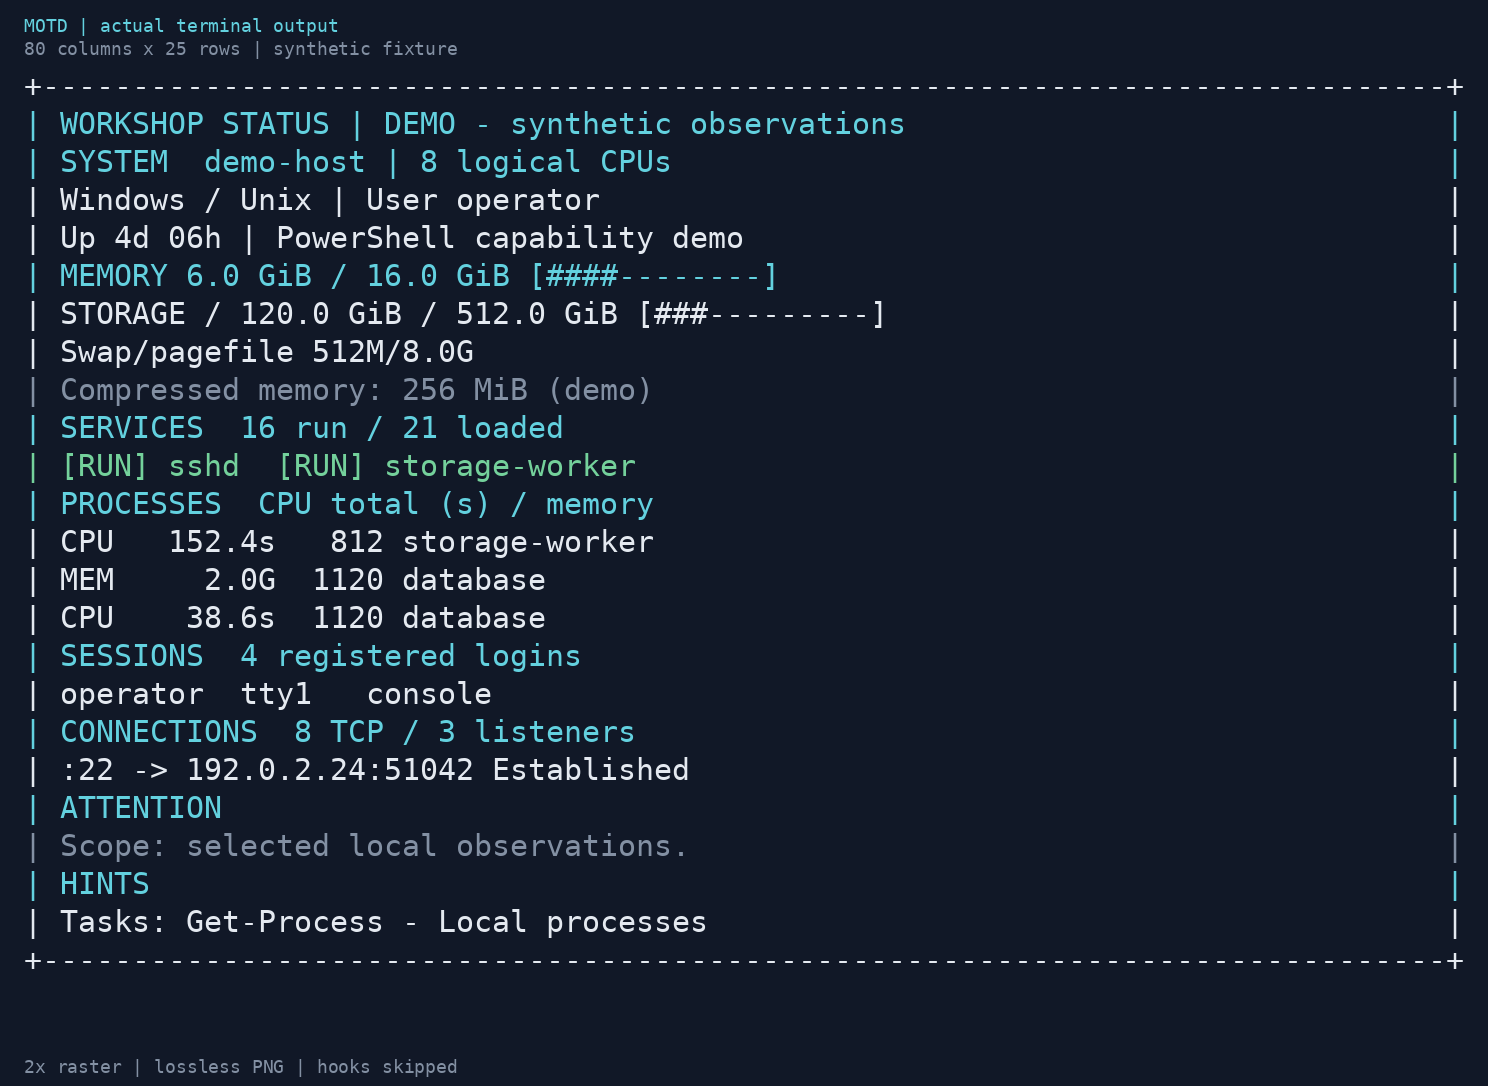 MOTD | actual terminal output
80 columns x 25 rows | synthetic fixture
+------------------------------------------------------------------------------+
| WORKSHOP STATUS | DEMO - synthetic observations                              |
| SYSTEM  demo-host | 8 logical CPUs                                           |
| Windows / Unix | User operator                                               |
| Up 4d 06h | PowerShell capability demo                                       |
| MEMORY 6.0 GiB / 16.0 GiB [####--------]                                     |
| STORAGE / 120.0 GiB / 512.0 GiB [###---------]                               |
| Swap/pagefile 512M/8.0G                                                      |
| Compressed memory: 256 MiB (demo)                                            |
| SERVICES  16 run / 21 loaded                                                 |
| [RUN] sshd  [RUN] storage-worker                                             |
| PROCESSES  CPU total (s) / memory                                            |
| CPU   152.4s   812 storage-worker                                            |
| MEM     2.0G  1120 database                                                  |
| CPU    38.6s  1120 database                                                  |
| SESSIONS  4 registered logins                                                |
| operator  tty1   console                                                     |
| CONNECTIONS  8 TCP / 3 listeners                                             |
| :22 -> 192.0.2.24:51042 Established                                          |
| ATTENTION                                                                    |
| Scope: selected local observations.                                          |
| HINTS                                                                        |
| Tasks: Get-Process - Local processes                                         |
+------------------------------------------------------------------------------+
2x raster | lossless PNG | hooks skipped